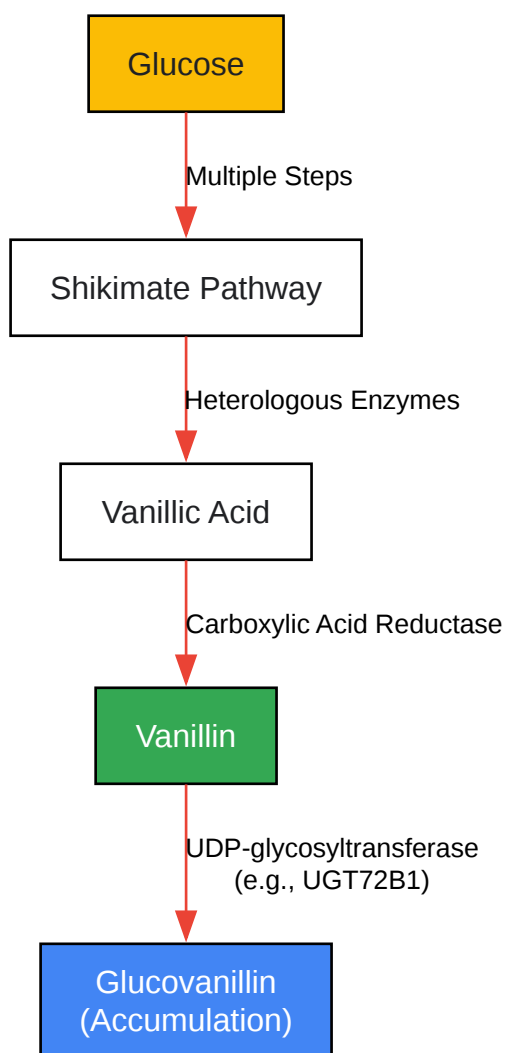 Glucose
Multiple Steps
Shikimate Pathway
Heterologous Enzymes
Vanillic Acid
Carboxylic Acid Reductase
Vanillin
UDP-glycosyltransferase
(e.g., UGT72B1)
Glucovanillin
(Accumulation)